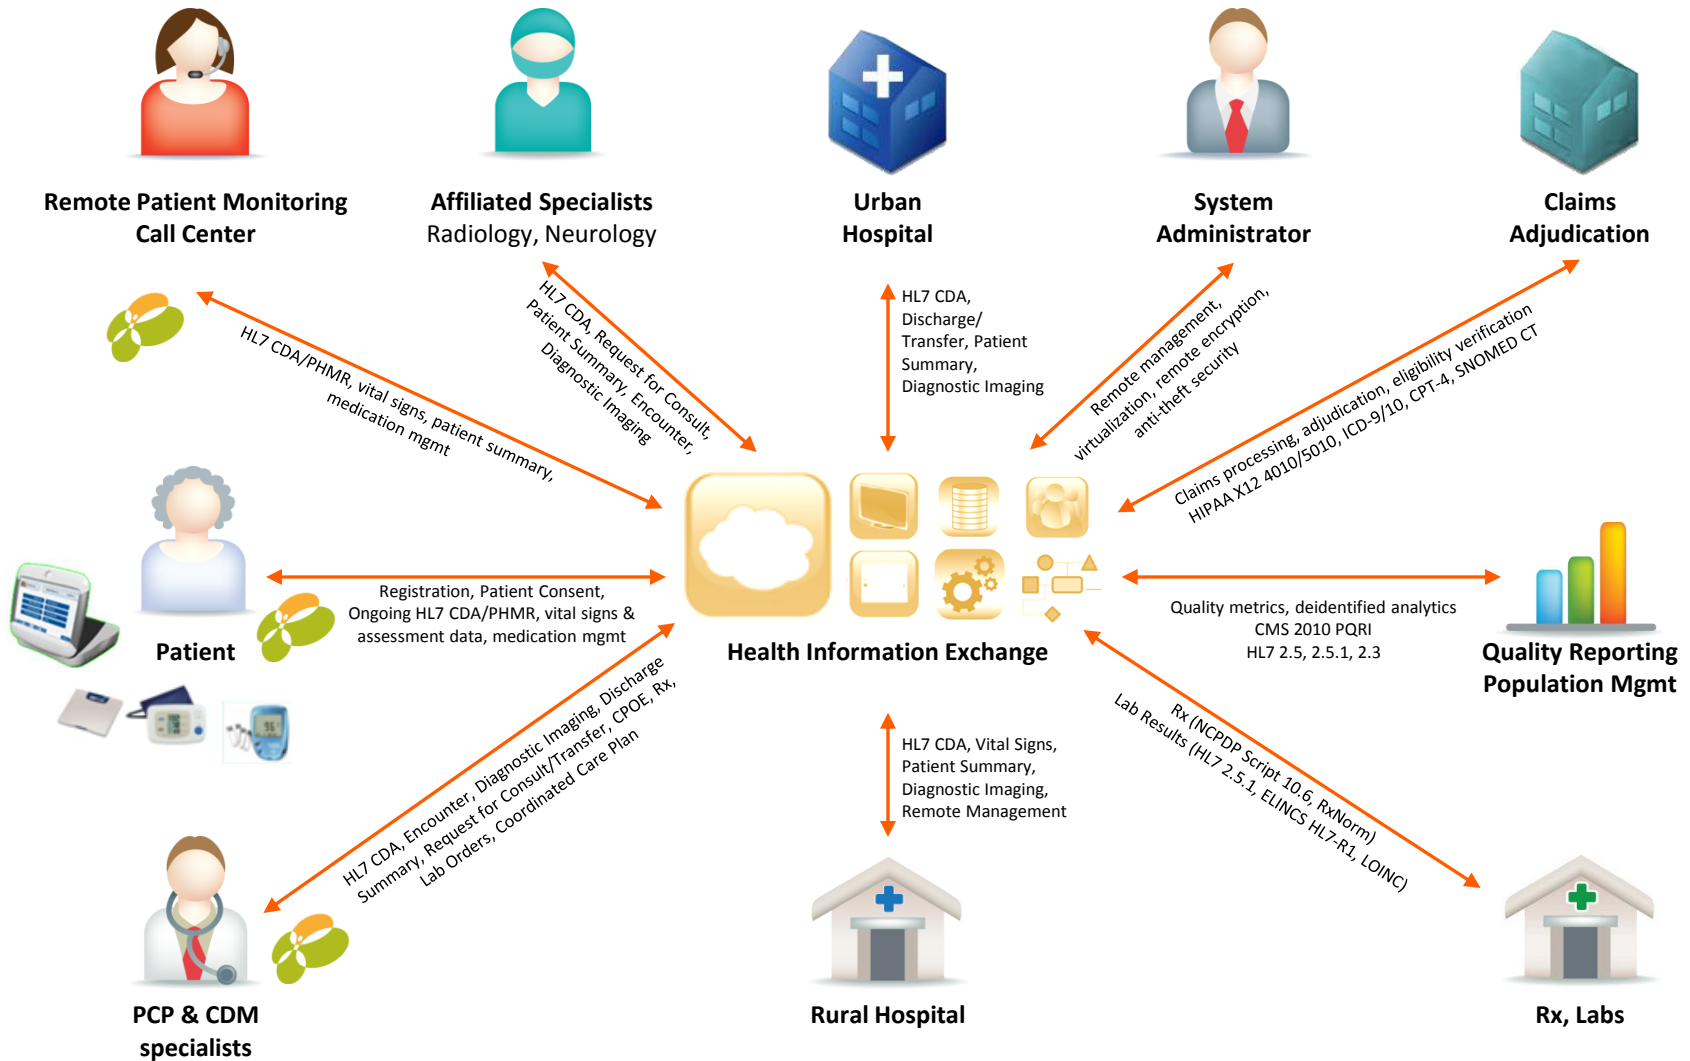 Remote Patient Monitoring
Call Center
Affiliated Specialists
Radiology, Neurology
Urban
Hospital
System
Administrator
Claims
Adjudication
HL7 CDA/PHMR, vital signs, patient summary,
medication mgmt
HL7 CDA, Request for Consult,
Patient Summary, Encounter,
Diagnostic Imaging
HL7 CDA,
Discharge/
Transfer, Patient
Summary,
Diagnostic Imaging
Remote management,
virtualization, remote encryption,
anti-theft security
Claims processing, adjudication, eligibility verification
HIPAA X12 4010/5010, ICD-9/10, CPT-4, SNOMED CT
Patient
Registration, Patient Consent,
Ongoing HL7 CDA/PHMR, vital signs &
assessment data, medication mgmt
Health Information Exchange
Quality metrics, deidentified analytics
CMS 2010 PQRI
HL7 2.5, 2.5.1, 2.3
Quality Reporting
Population Mgmt
HL7 CDA, Encounter, Diagnostic Imaging, Discharge
Summary, Request for Consult/Transfer, CPOE, Rx,
Lab Orders, Coordinated Care Plan
HL7 CDA, Vital Signs,
Patient Summary,
Diagnostic Imaging,
Remote Management
Rx (NCPDP Script 10.6, RxNorm)
Lab Results (HL7 2.5.1, ELINCS HL7-R1, LOINC)
PCP & CDM
specialists
Rural Hospital
Rx, Labs